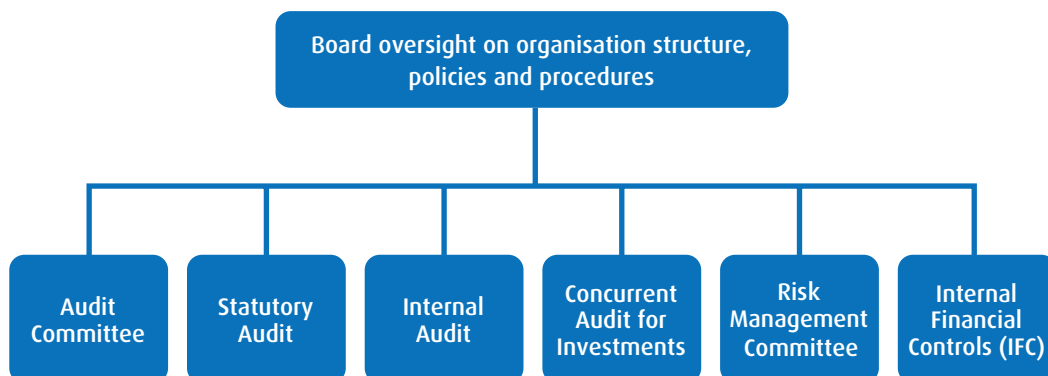 Board oversight on organisation structure,
policies and procedures
Audit
Committee
Statutory
Audit
Internal
Audit
Concurrent
Audit for
Investments
Risk
Management
Committee
Internal
Financial
Controls (IFC)